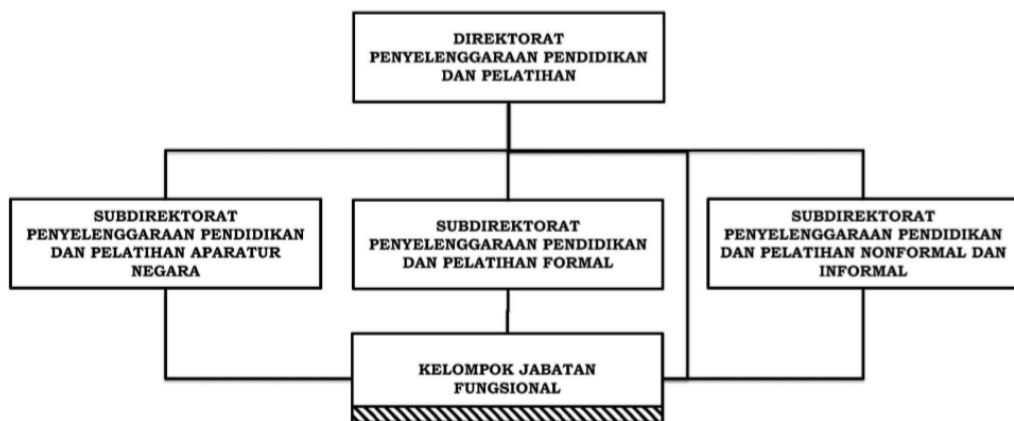 DIREKTORAT
PENYELENGGARAAN PENDIDIKAN
DAN PELATIHAN
SUBDIREKTORAT
PENYELENGGARAAN PENDIDIKAN
DAN PELATIHAN APARATUR
NEGARA
SUBDIREKTORAT
PENYELENGGARAAN PENDIDIKAN
DAN PELATIHAN FORMAL
SUBDIREKTORAT
PENYELENGGARAAN PENDIDIKAN
DAN PELATIHAN NONFORMAL DAN
INFORMAL
KELOMPOK JABATAN
FUNGSIONAL